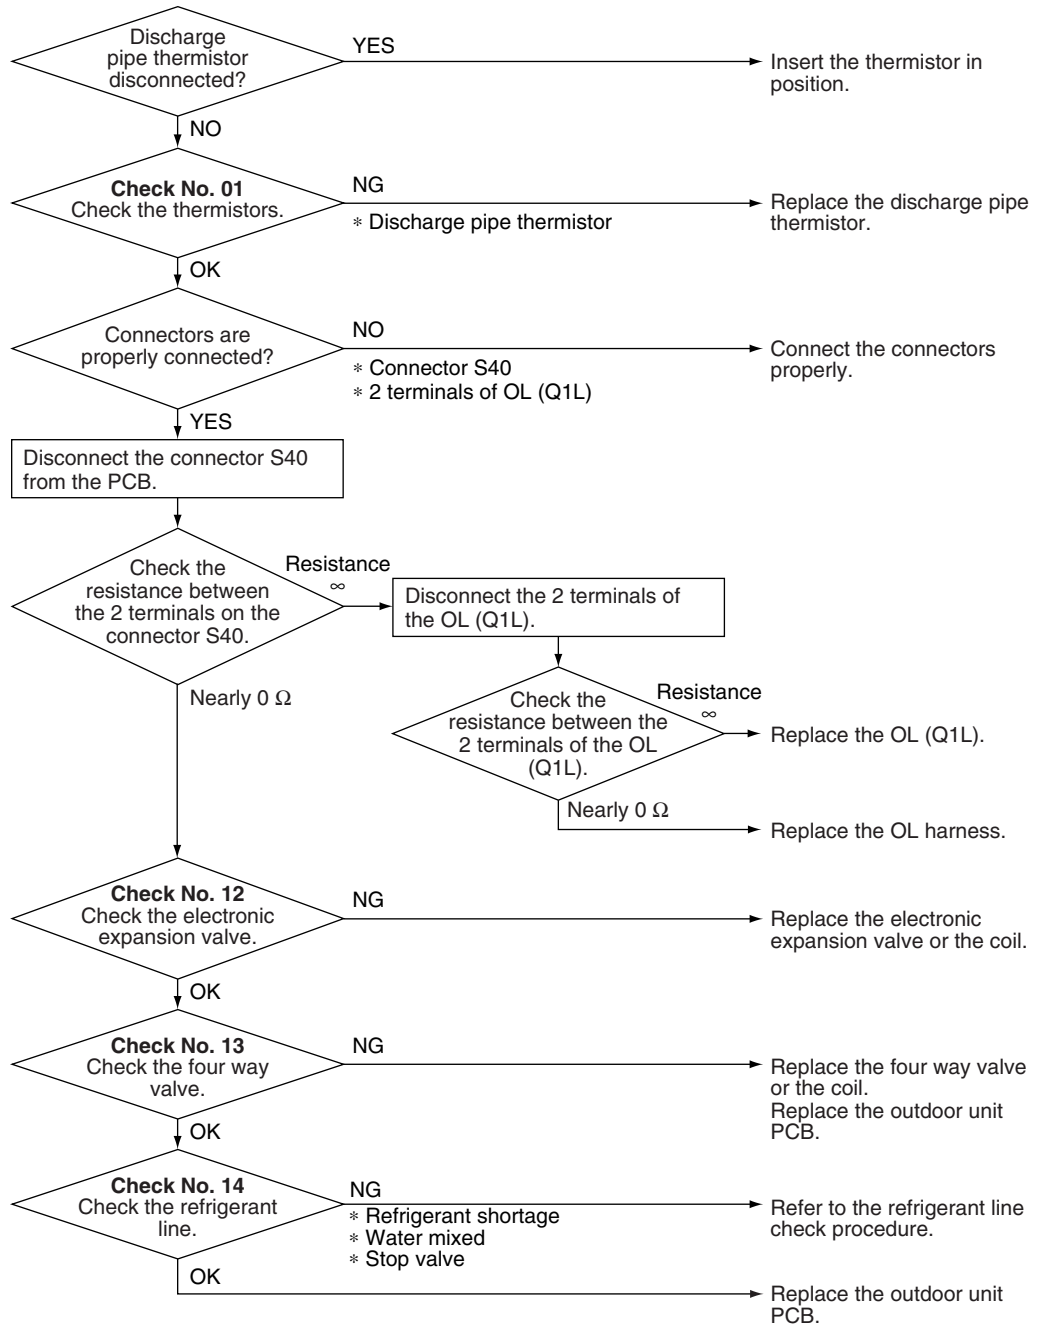 Discharge
pipe thermistor
disconnected?
YES
Insert the thermistor in
position.
NO
Check No. 01
Check the thermistors.
NG
* Discharge pipe thermistor
Replace the discharge pipe
thermistor.
OK
Connectors are
properly connected?
NO
* Connector S40
* 2 terminals of OL (Q1L)
Connect the connectors
properly.
YES
Disconnect the connector S40
from the PCB.
Check the
resistance between
the 2 terminals on the
connector S40.
Resistance
∞
Disconnect the 2 terminals of
the OL (Q1L).
Nearly 0 Ω
Check the
resistance between the
2 terminals of the OL
(Q1L).
Resistance
∞
Replace the OL (Q1L).
Nearly 0 Ω
Replace the OL harness.
Check No. 12
Check the electronic
expansion valve.
NG
Replace the electronic
expansion valve or the coil.
OK
Check No. 13
Check the four way
valve.
NG
Replace the four way valve
or the coil.
Replace the outdoor unit
PCB.
OK
Check No. 14
Check the refrigerant
line.
NG
* Refrigerant shortage
* Water mixed
* Stop valve
Refer to the refrigerant line
check procedure.
OK
Replace the outdoor unit
PCB.